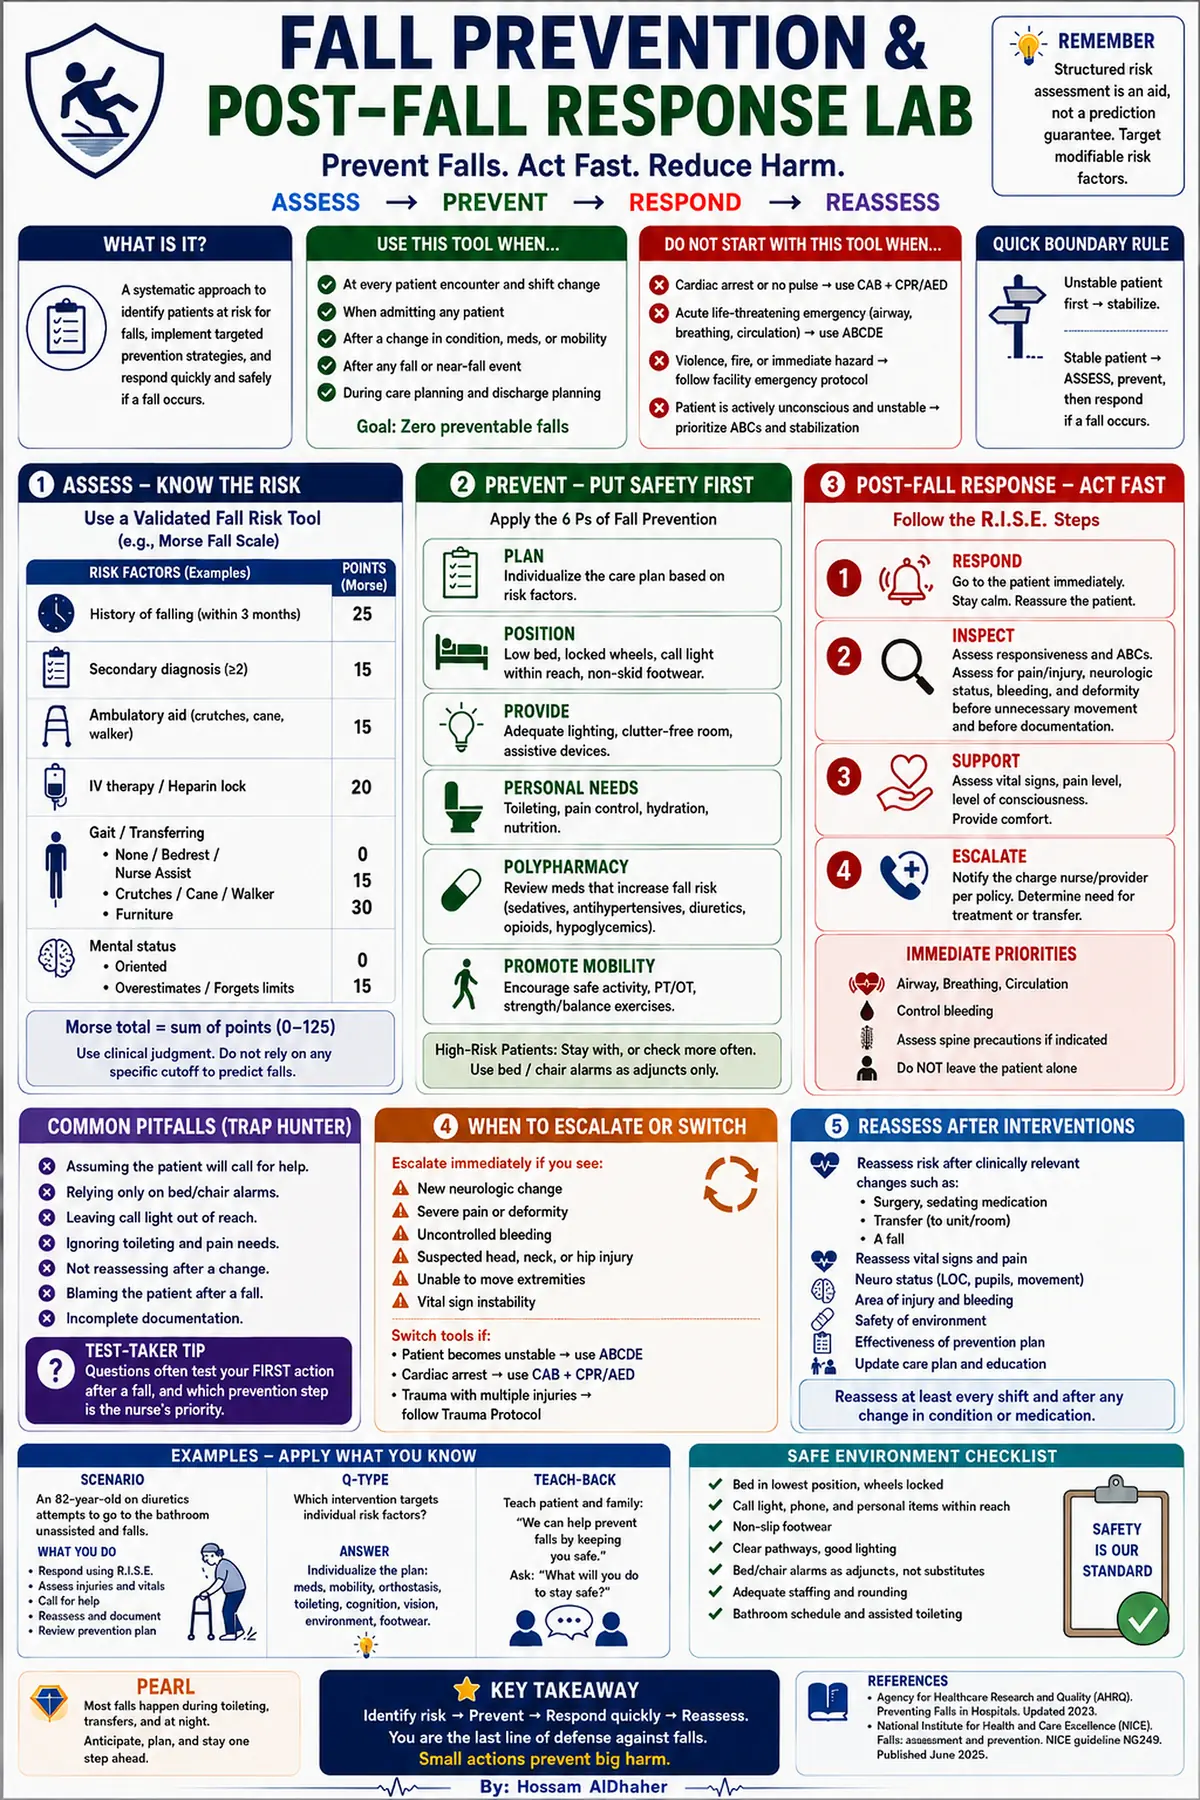 FALL PREVENTION &
POST-FALL RESPONSE LAB
Prevent Falls. Act Fast. Reduce Harm.
ASSESS → PREVENT → RESPOND → REASSESS
REMEMBER
Structured risk
assessment is an aid,
not a prediction
guarantee. Target
modifiable risk
factors.
WHAT IS IT?
A systematic approach to
identify patients at risk for
falls, implement targeted
prevention strategies, and
respond quickly and safely
if a fall occurs.
USE THIS TOOL WHEN...
At every patient encounter and shift change
When admitting any patient
After a change in condition, meds, or mobility
After any fall or near-fall event
During care planning and discharge planning
Goal: Zero preventable falls
DO NOT START WITH THIS TOOL WHEN...
Cardiac arrest or no pulse → use CAB + CPR/AED
Acute life-threatening emergency (airway,
breathing, circulation) → use ABCDE
Violence, fire, or immediate hazard →
follow facility emergency protocol
Patient is actively unconscious and unstable →
prioritize ABCs and stabilization
QUICK BOUNDARY RULE
Unstable patient
first → stabilize.
Stable patient →
ASSESS, prevent,
then respond
if a fall occurs.
1 ASSESS – KNOW THE RISK
Use a Validated Fall Risk Tool
(e.g., Morse Fall Scale)
RISK FACTORS (Examples)
POINTS
(Morse)
History of falling (within 3 months) 25
Secondary diagnosis (≥2) 15
Ambulatory aid (crutches, cane,
walker) 15
IV therapy / Heparin lock 20
Gait / Transferring
• None / Bedrest / 0
Nurse Assist
• Crutches / Cane / Walker 15
• Furniture 30
Mental status
• Oriented 0
• Overestimates / Forgets limits 15
Morse total = sum of points (0–125)
Use clinical judgment. Do not rely on any
specific cutoff to predict falls.
2 PREVENT – PUT SAFETY FIRST
Apply the 6 Ps of Fall Prevention
PLAN
Individualize the care plan based on
risk factors.
POSITION
Low bed, locked wheels, call light
within reach, non-skid footwear.
PROVIDE
Adequate lighting, clutter-free room,
assistive devices.
PERSONAL NEEDS
Toileting, pain control, hydration,
nutrition.
POLYPHARMACY
Review meds that increase fall risk
(sedatives, antihypertensives, diuretics,
opioids, hypoglycemics).
PROMOTE MOBILITY
Encourage safe activity, PT/OT,
strength/balance exercises.
High-Risk Patients: Stay with, or check more often.
Use bed / chair alarms as adjuncts only.
3 POST-FALL RESPONSE – ACT FAST
Follow the R.I.S.E. Steps
1 RESPOND
Go to the patient immediately.
Stay calm. Reassure the patient.
2 INSPECT
Assess responsiveness and ABCs.
Assess for pain/injury, neurologic
status, bleeding, and deformity
before unnecessary movement
and before documentation.
3 SUPPORT
Assess vital signs, pain level,
level of consciousness.
Provide comfort.
4 ESCALATE
Notify the charge nurse/provider
per policy. Determine need for
treatment or transfer.
IMMEDIATE PRIORITIES
Airway, Breathing, Circulation
Control bleeding
Assess spine precautions if indicated
Do NOT leave the patient alone
COMMON PITFALLS (TRAP HUNTER)
Assuming the patient will call for help.
Relying only on bed/chair alarms.
Leaving call light out of reach.
Ignoring toileting and pain needs.
Not reassessing after a change.
Blaming the patient after a fall.
Incomplete documentation.
? TEST-TAKER TIP
Questions often test your FIRST action
after a fall, and which prevention step
is the nurse's priority.
4 WHEN TO ESCALATE OR SWITCH
Escalate immediately if you see:
New neurologic change
Severe pain or deformity
Uncontrolled bleeding
Suspected head, neck, or hip injury
Unable to move extremities
Vital sign instability
Switch tools if:
• Patient becomes unstable → use ABCDE
• Cardiac arrest → use CAB + CPR/AED
• Trauma with multiple injuries →
follow Trauma Protocol
5 REASSESS AFTER INTERVENTIONS
Reassess risk after clinically relevant
changes such as:
• Surgery, sedating medication
• Transfer (to unit/room)
• A fall
Reassess vital signs and pain
Neuro status (LOC, pupils, movement)
Area of injury and bleeding
Safety of environment
Effectiveness of prevention plan
Update care plan and education
Reassess at least every shift and after any
change in condition or medication.
EXAMPLES – APPLY WHAT YOU KNOW
SCENARIO
An 82-year-old on diuretics
attempts to go to the bathroom
unassisted and falls.
WHAT YOU DO
• Respond using R.I.S.E.
• Assess injuries and vitals
• Call for help
• Reassess and document
• Review prevention plan
Q-TYPE
Which intervention targets
individual risk factors?
ANSWER
Individualize the plan:
meds, mobility, orthostasis,
toileting, cognition, vision,
environment, footwear.
TEACH-BACK
Teach patient and family:
"We can help prevent
falls by keeping
you safe."
Ask: "What will you do
to stay safe?"
SAFE ENVIRONMENT CHECKLIST
Bed in lowest position, wheels locked
Call light, phone, and personal items within reach
Non-slip footwear
Clear pathways, good lighting
Bed/chair alarms as adjuncts, not substitutes
Adequate staffing and rounding
Bathroom schedule and assisted toileting
SAFETY
IS OUR
STANDARD
PEARL
Most falls happen during toileting,
transfers, and at night.
Anticipate, plan, and stay one
step ahead.
KEY TAKEAWAY
Identify risk → Prevent → Respond quickly → Reassess.
You are the last line of defense against falls.
Small actions prevent big harm.
REFERENCES
• Agency for Healthcare Research and Quality (AHRQ).
Preventing Falls in Hospitals. Updated 2023.
• National Institute for Health and Care Excellence (NICE).
Falls: assessment and prevention. NICE guideline NG249.
Published June 2025.
By: Hossam AlDhaher